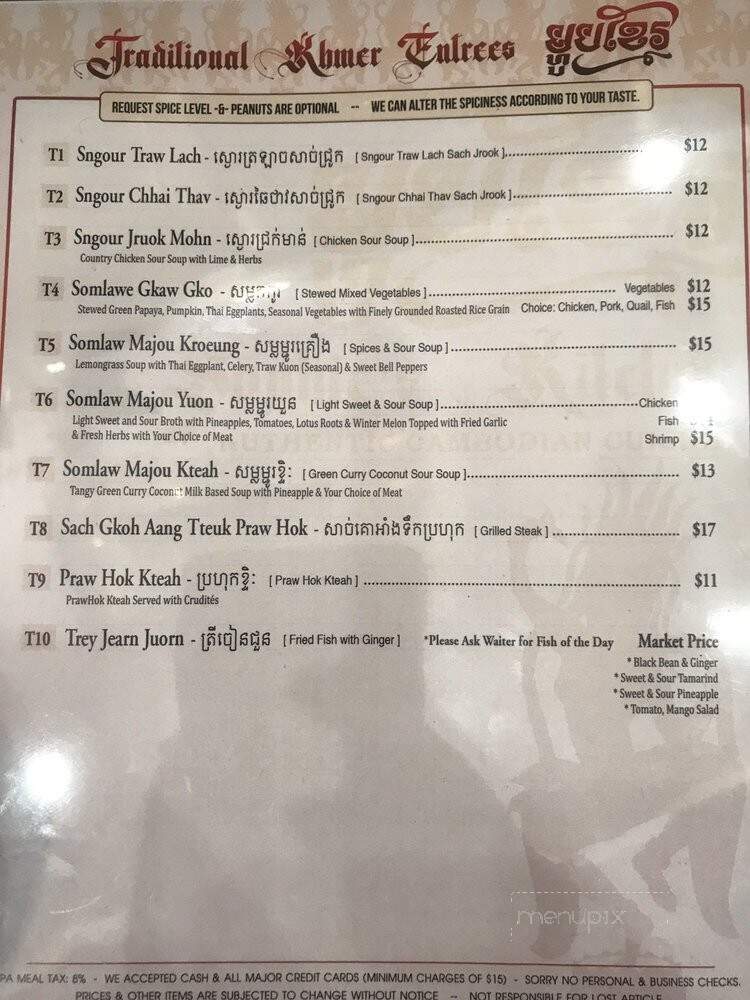 Traditional Khmer Entrees ម្ហូបខ្មែរ
REQUEST SPICE LEVEL -&- PEANUTS ARE OPTIONAL -- WE CAN ALTER THE SPICINESS ACCORDING TO YOUR TASTE.
T1 Sngour Traw Lach - ស្ងោរត្រឡាចសាច់ជ្រូក [ Sngour Traw Lach Sach Jrook ] $12
T2 Sngour Chhai Thav - ស្ងោរឆៃថាវសាច់ជ្រូក [ Sngour Chhai Thav Sach Jrook ] $12
T3 Sngour Jruok Mohn - ស្ងោរជ្រក់មាន់ [ Chicken Sour Soup ] $12
Country Chicken Sour Soup with Lime & Herbs
T4 Somlawe Gkaw Gko - [ Stewed Mixed Vegetables ] Vegetables $12
Stewed Green Papaya, Pumpkin, Thai Eggplants, Seasonal Vegetables with Finely Grounded Roasted Rice Grain Choice: Chicken, Pork, Quail, Fish $15
T5 Somlaw Majou Kroeung - សម្លម្ជូរគ្រឿង [ Spices & Sour Soup ] $15
Lemongrass Soup with Thai Eggplant, Celery, Traw Kuon (Seasonal) & Sweet Bell Peppers
T6 Somlaw Majou Yuon - សម្លម្ជូរយួន [ Light Sweet & Sour Soup ] Chicken
Light Sweet and Sour Broth with Pineapples, Tomatoes, Lotus Roots & Winter Melon Topped with Fried Garlic Fish
& Fresh Herbs with Your Choice of Meat Shrimp $15
T7 Somlaw Majou Kteah - សម្លម្ជូរខ្ទិះ [ Green Curry Coconut Sour Soup ] $13
Tangy Green Curry Coconut Milk Based Soup with Pineapple & Your Choice of Meat
T8 Sach Gkoh Aang Tteuk Praw Hok - សាច់គោអាំងទឹកប្រហុក [ Grilled Steak ] $17
T9 Praw Hok Kteah - ប្រហុកខ្ទិះ [ Praw Hok Kteah ] $11
PrawHok Kteah Served with Crudités
T10 Trey Jearn Juorn - ត្រីចៀនជួន [ Fried Fish with Ginger ] *Please Ask Waiter for Fish of the Day Market Price
* Black Bean & Ginger
* Sweet & Sour Tamarind
* Sweet & Sour Pineapple
* Tomato, Mango Salad
menupix
PA MEAL TAX: 8% - WE ACCEPTED CASH & ALL MAJOR CREDIT CARDS (MINIMUM CHARGES OF $15) - SORRY NO PERSONAL & BUSINESS CHECKS.
PRICES & OTHER ITEMS ARE SUBJECTED TO CHANGE WITHOUT NOTICE -- NOT RESPONSIBLE FOR LOST